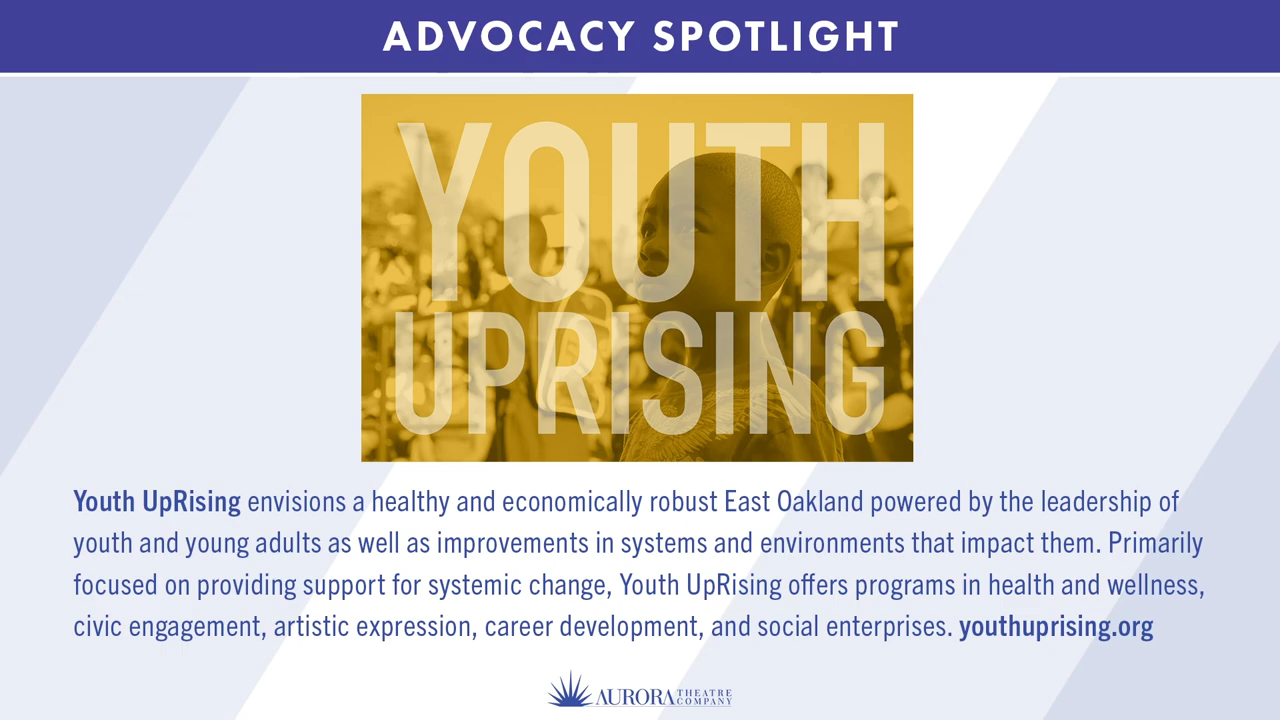 ADVOCACY SPOTLIGHT
YOUTH
UPRISING
Youth UpRising envisions a healthy and economically robust East Oakland powered by the leadership of
youth and young adults as well as improvements in systems and environments that impact them. Primarily
focused on providing support for systemic change, Youth UpRising offers programs in health and wellness,
civic engagement, artistic expression, career development, and social enterprises. youthuprising.org
AURORA THEATRE
COMPANY